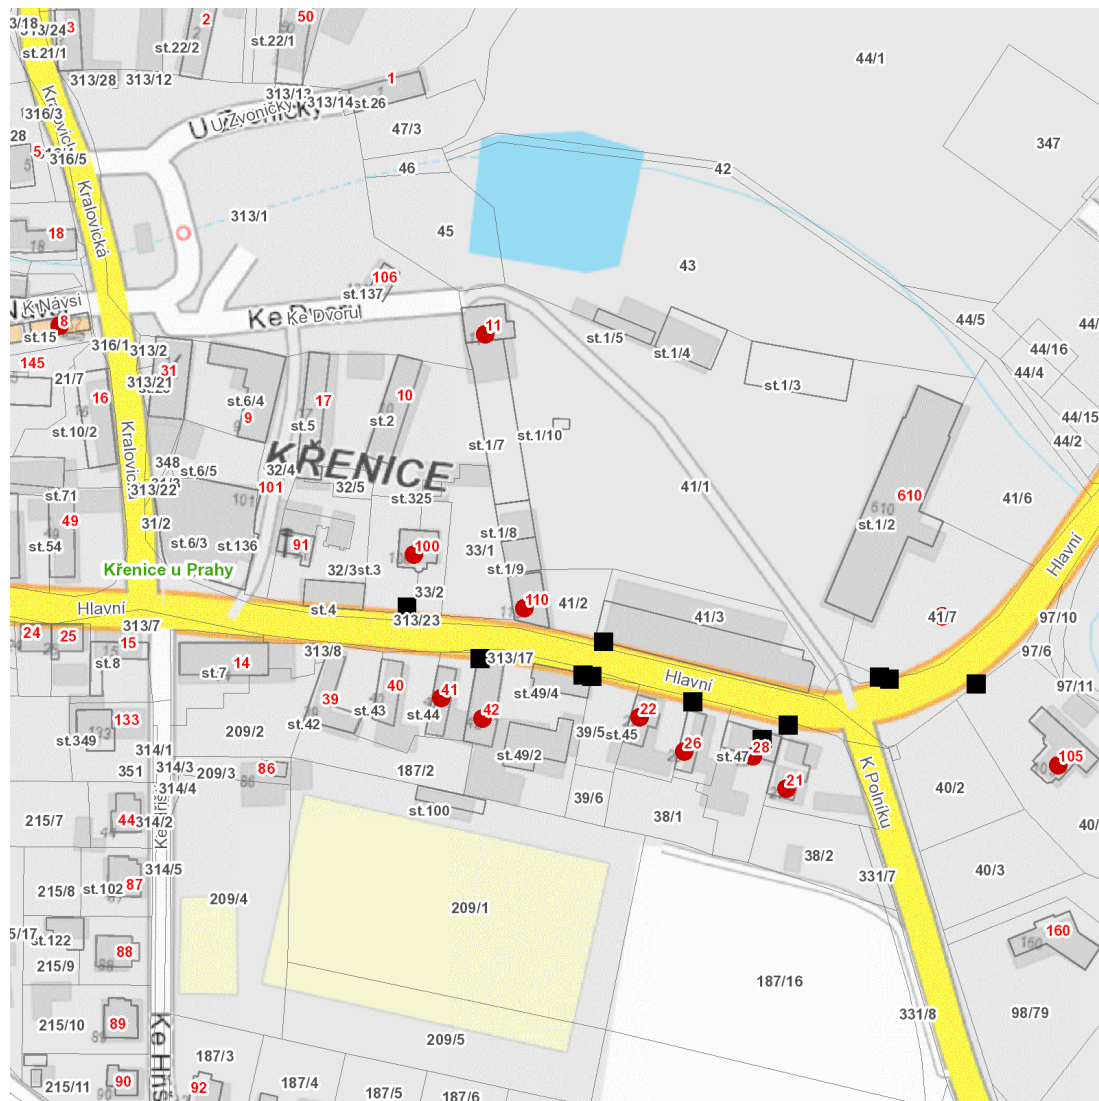 3/18
313/24
3
2
50
st.21/1
st.22/2
st.22/1
44/1
313/28
313/12
1
313/13
313/14
st.26
U Zvoničky
U Zvoničky
316/3
47/3
28
5
316/5
347
46
42
Kralovická
313/1
45
18
43
106
st.137
K Návsi
8
Ke Dvoru
Ke Dvoru
44/5
st.15
11
316/1
313/2
st.1/5
st.1/4
44/16
145
21/7
31
44/4
313/21
st.1/3
16
st.6/4
17
10
9
st.5
st.2
44/15
st.10/2
Kralovická
st.1/7
st.1/10
44/2
KŘENICE
348
st.6/5
32/4
st.71
313/22
101
32/5
st.325
41/1
610
41/6
101
49
31/2
st.1/2
610
st.1/8
st.54
st.6/3
st.136
91
100
33/1
Hlavní
Křenice u Prahy
32/3
st.3
st.1/9
33/2
Hlavní
st.4
110
41/2
41/3
41/7
97/10
313/7
313/23
24
25
15
313/8
313/17
97/6
st.8
14
st.7
40
41
st.49/4
Hlavní
97/11
39
st.42
st.43
st.44
42
22
133
209/2
39/5
st.45
26
28
st.349
314/1
st.49/2
st.47
105
351
314/3
209/3
86
187/2
21
K Polníku
40/2
314/4
39/6
215/7
44
314/2
st.100
38/1
40/
38/2
314/5
331/7
40/3
215/8
st.102
87
209/4
209/1
5/17
st.122
88
160
215/9
187/16
215/10
89
Ke Hřiš
331/8
98/79
209/5
187/3
215/11
90
92
187/4
187/5
187/6